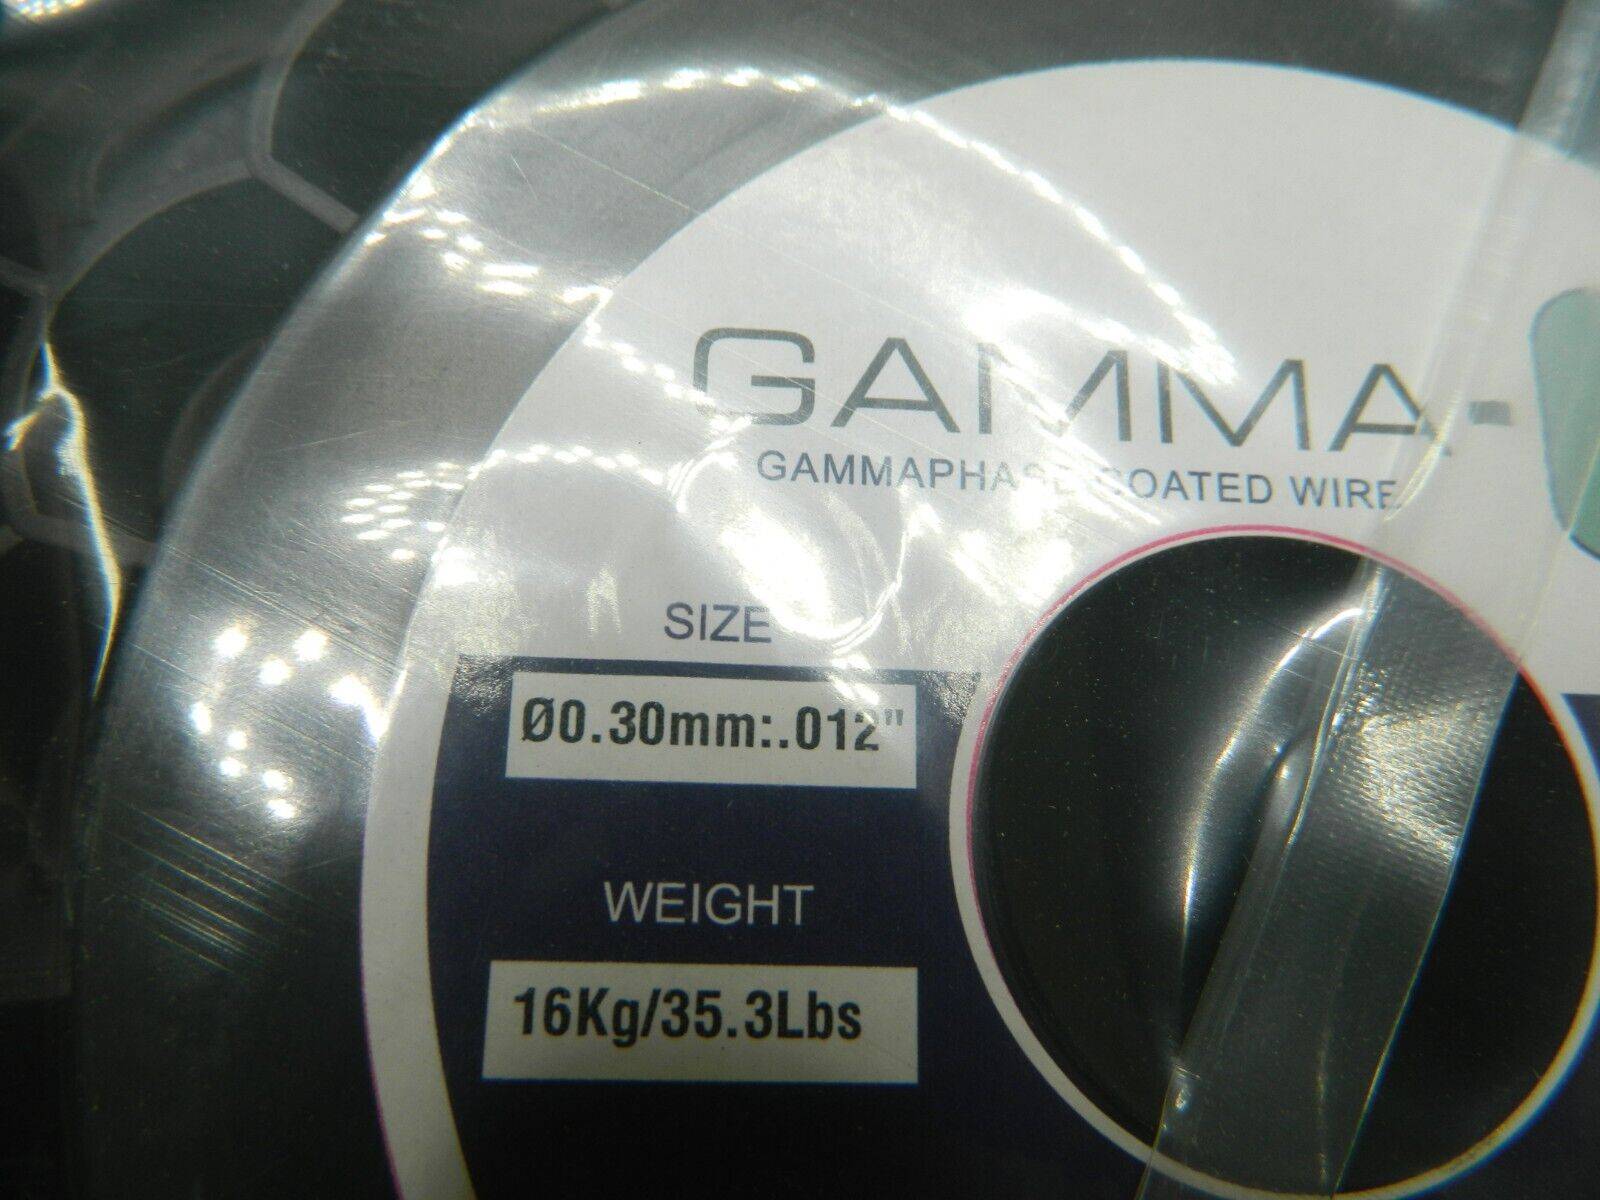 GAMMA-
GAMMAPHASE COATED WIRE
SIZE
Ø0.30mm:.012"
WEIGHT
16Kg/35.3Lbs